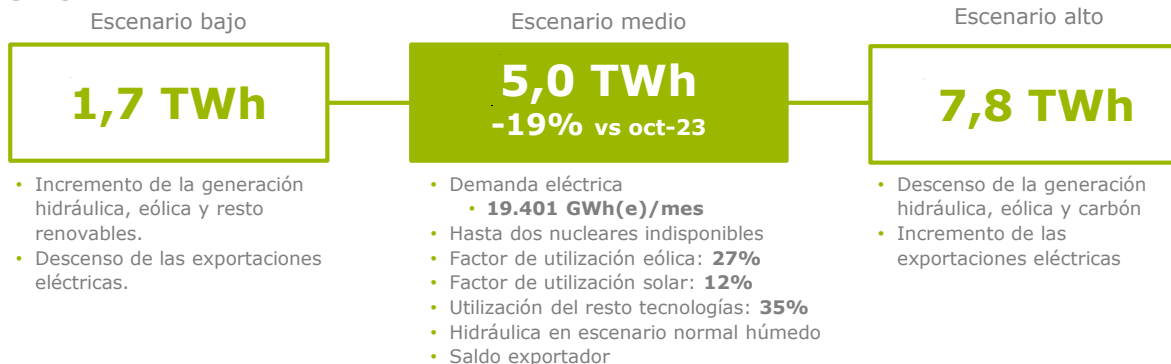 Escenario bajo
1,7 TWh
• Incremento de la generación
hidráulica, eólica y resto
renovables.
• Descenso de las exportaciones
eléctricas.
Escenario medio
5,0 TWh
-19% vs oct-23
• Demanda eléctrica
• 19.401 GWh(e)/mes
• Hasta dos nucleares indisponibles
• Factor de utilización eólica: 27%
• Factor de utilización solar: 12%
• Utilización del resto tecnologías: 35%
• Hidráulica en escenario normal húmedo
• Saldo exportador
Escenario alto
7,8 TWh
• Descenso de la generación
hidráulica, eólica y carbón
• Incremento de las
exportaciones eléctricas